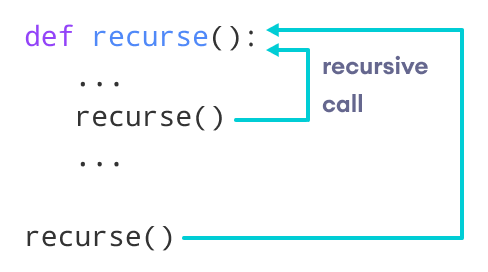 def recurse():
...
recursive
call
recurse()
...
recurse()